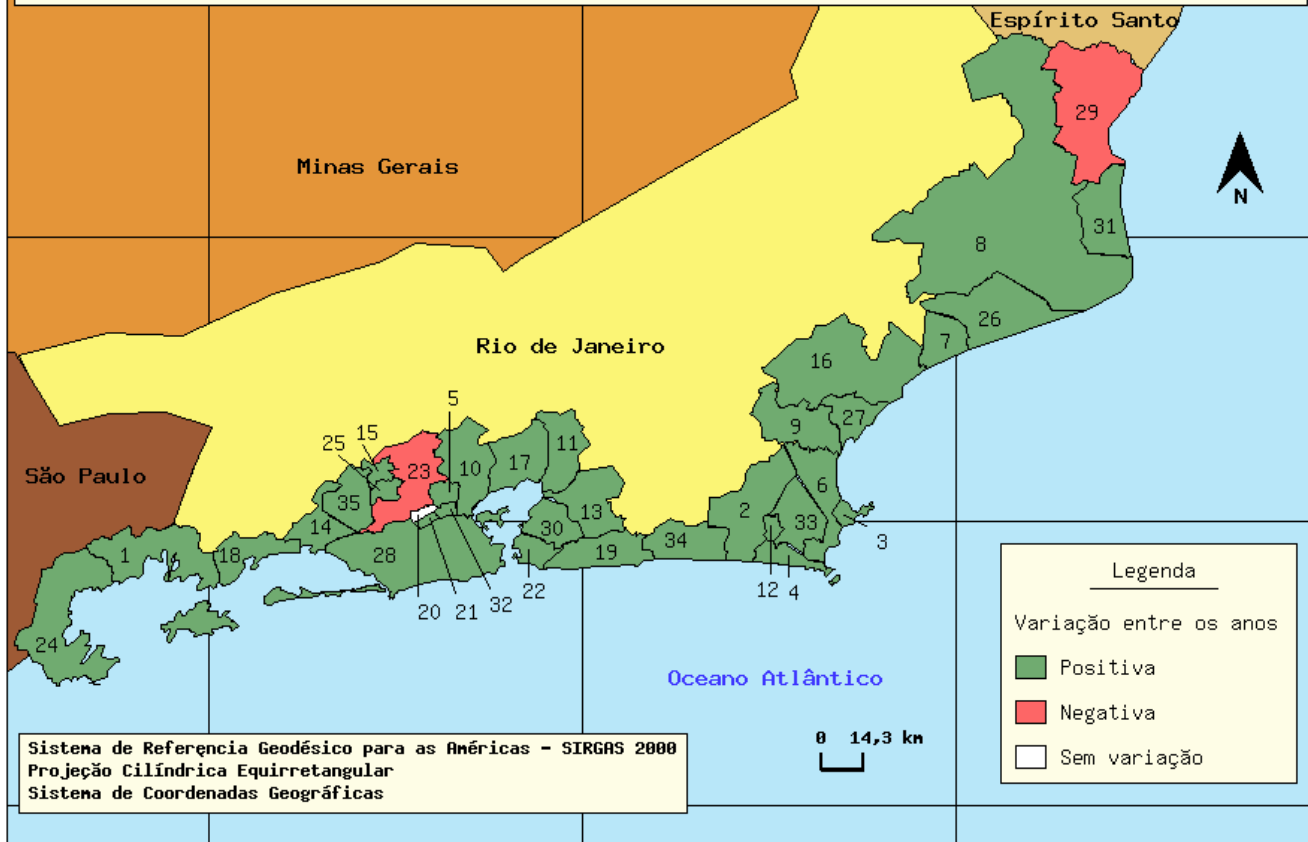 Espírito Santo
29
Minas Gerais
N
31
8
26
Rio de Janeiro
7
16
5
27
15
9
25
11
São Paulo
23
10
17
6
35
2
13
14
33
30
1
18
28
19
34
3
22
12
4
20
21
32
24
Oceano Atlântico
Legenda
Variação entre os anos
Positiva
Negativa
Sem variação
0 14,3 km
Sistema de Referência Geodésico para as Américas - SIRGAS 2000
Projeção Cilíndrica Equirretangular
Sistema de Coordenadas Geográficas